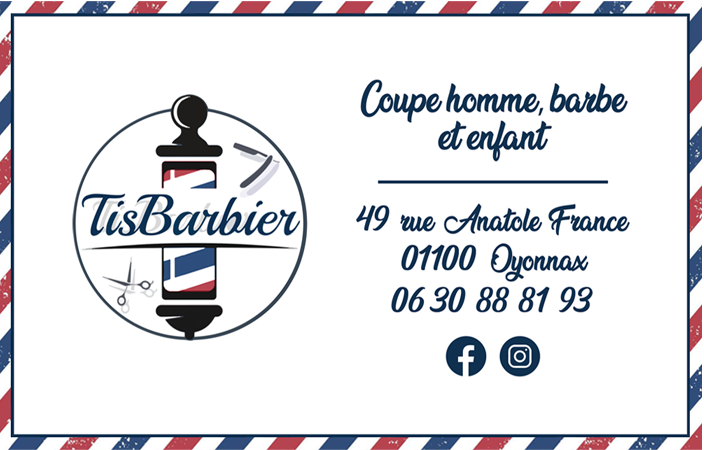 TisBarbier
Coupe homme, barbe
et enfant
49 rue Anatole France
01100 Oyonnax
06 30 88 81 93